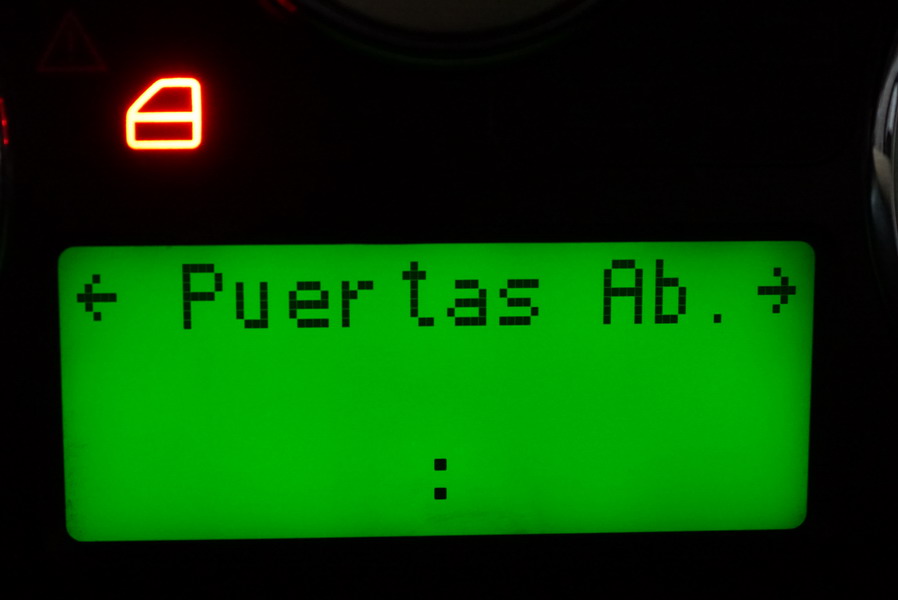 ← Puertas Ab. →
: